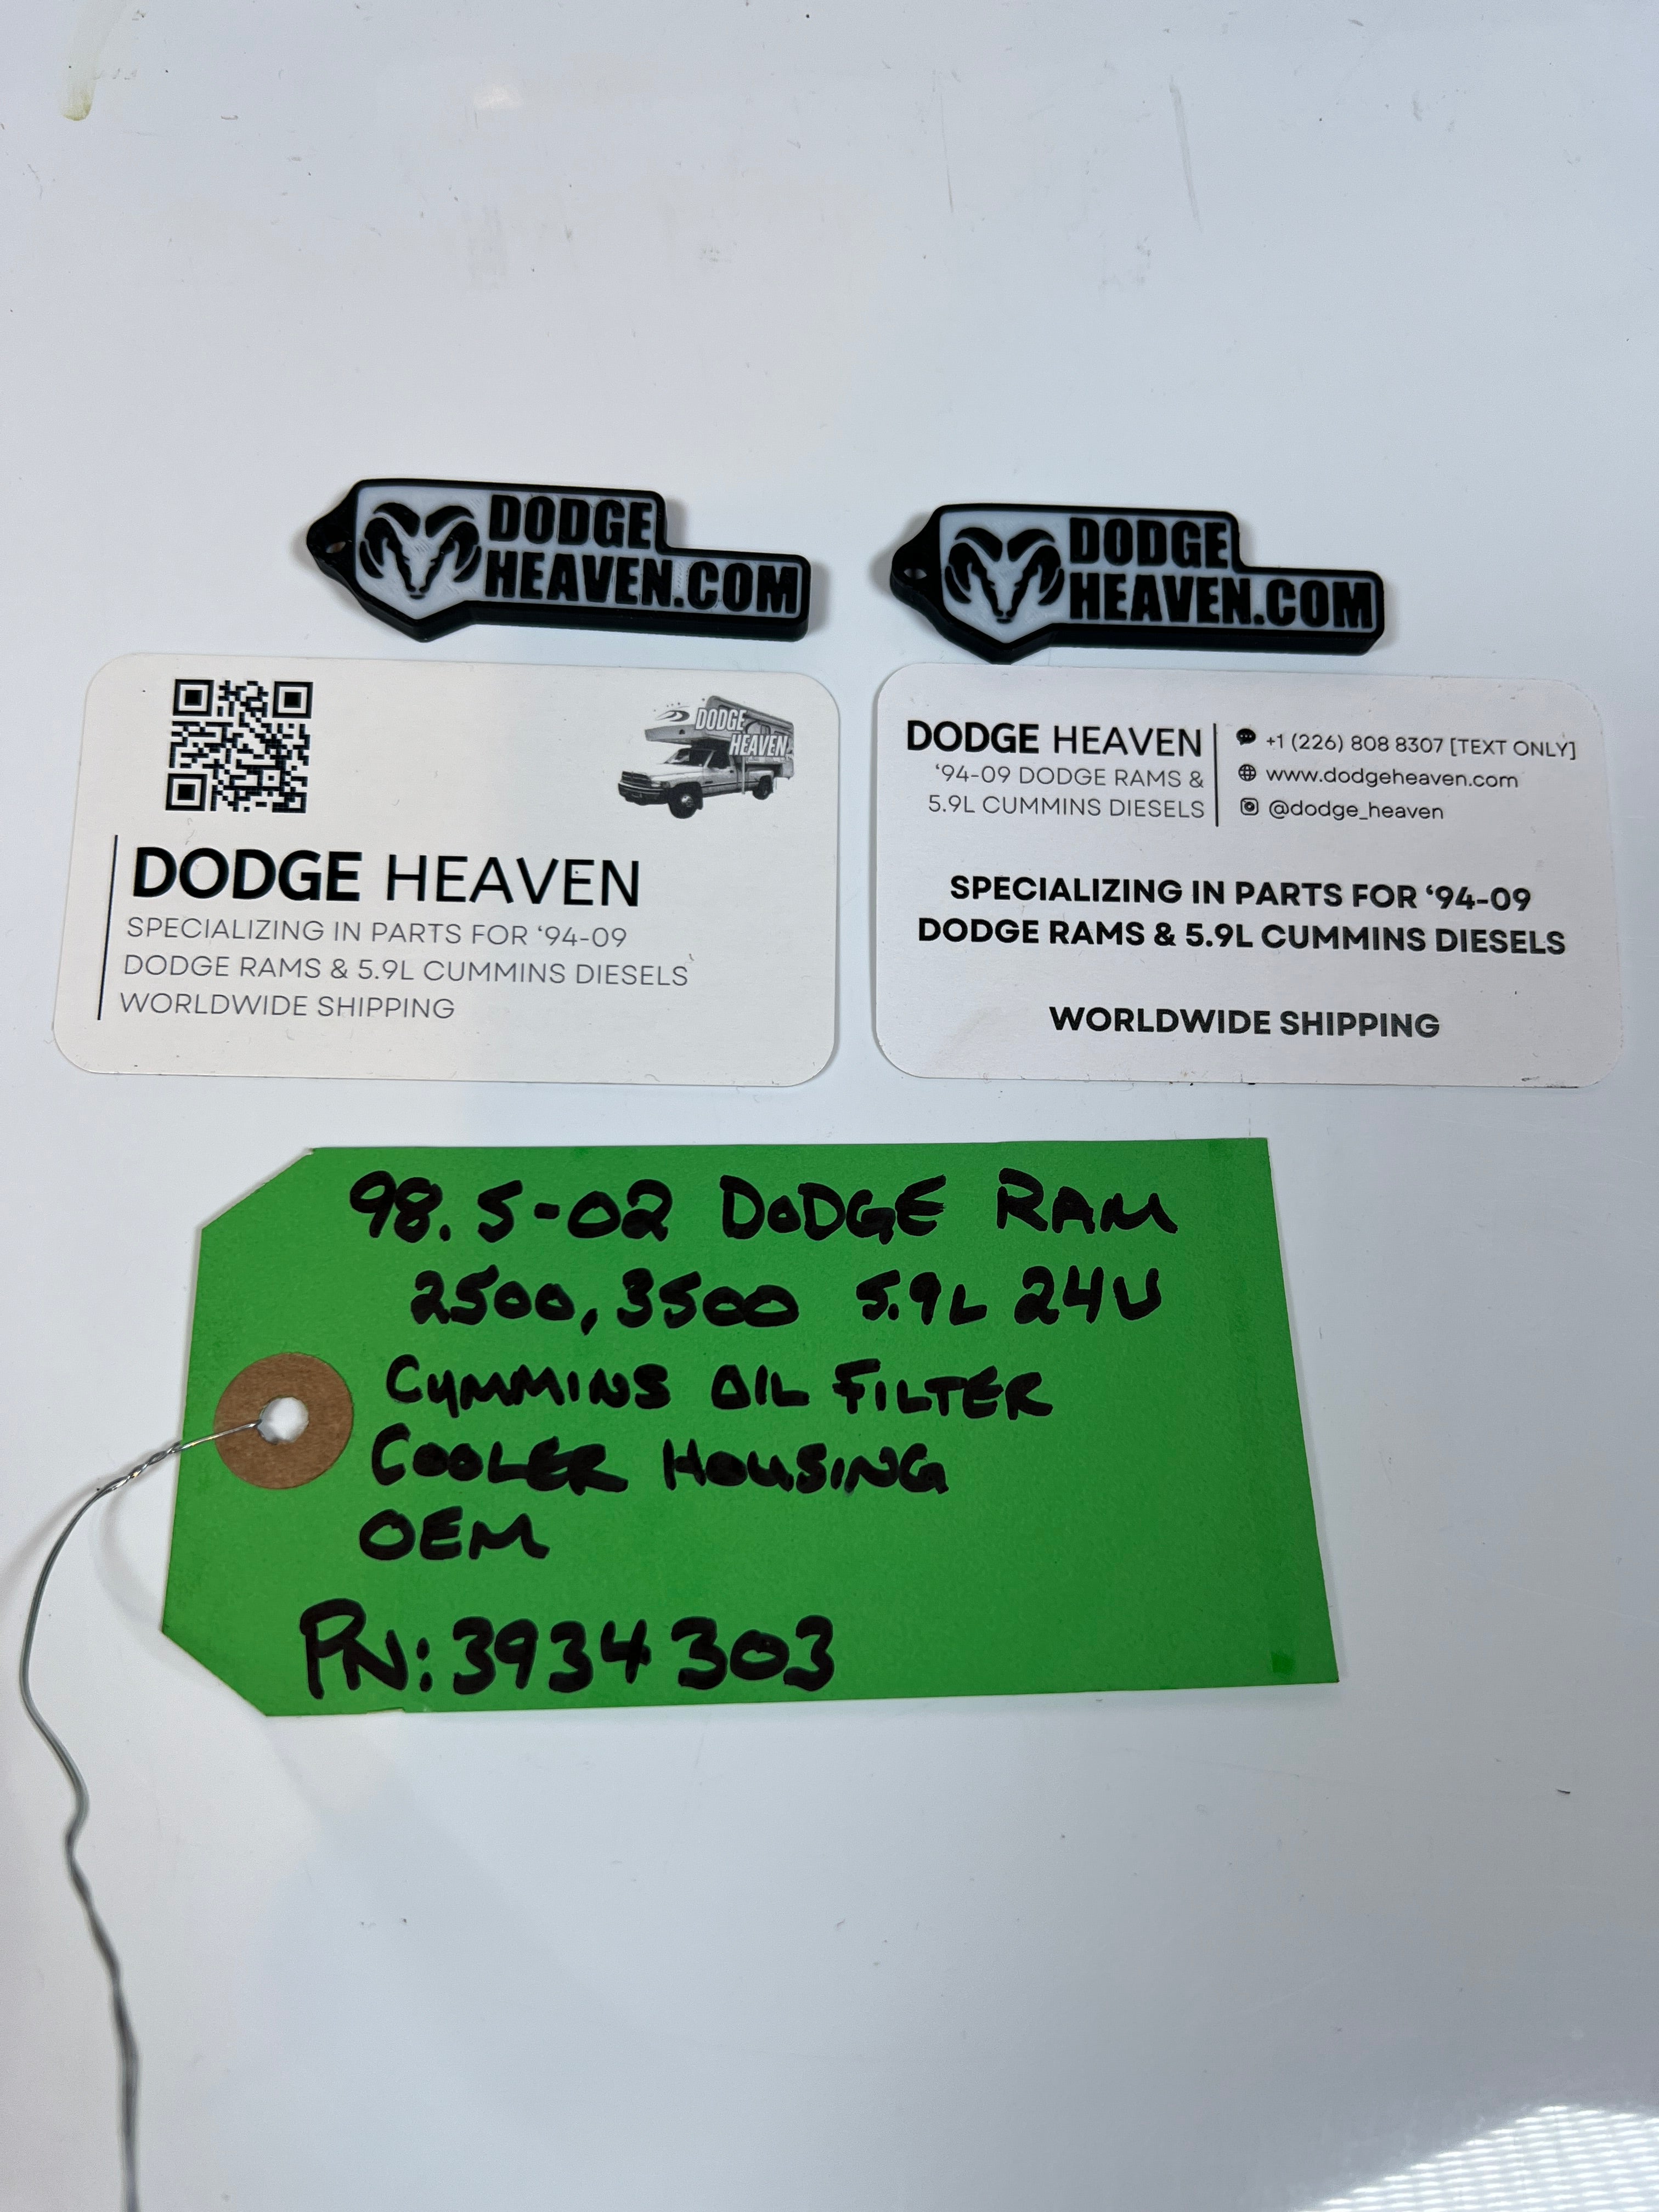 DODGE
HEAVEN.COM
DODGE
HEAVEN.COM
DODGE
HEAVEN
DODGE HEAVEN
SPECIALIZING IN PARTS FOR ‘94-09
DODGE RAMS & 5.9L CUMMINS DIESELS
WORLDWIDE SHIPPING
DODGE HEAVEN
‘94-09 DODGE RAMS &
5.9L CUMMINS DIESELS
+1 (226) 808 8307 [TEXT ONLY]
www.dodgeheaven.com
@dodge_heaven
SPECIALIZING IN PARTS FOR ‘94-09
DODGE RAMS & 5.9L CUMMINS DIESELS
WORLDWIDE SHIPPING
98.5-02 DODGE RAM
2500, 3500 5.9L 24V
CUMMINS OIL FILTER
COOLER HOUSING
OEM
PN: 3934303